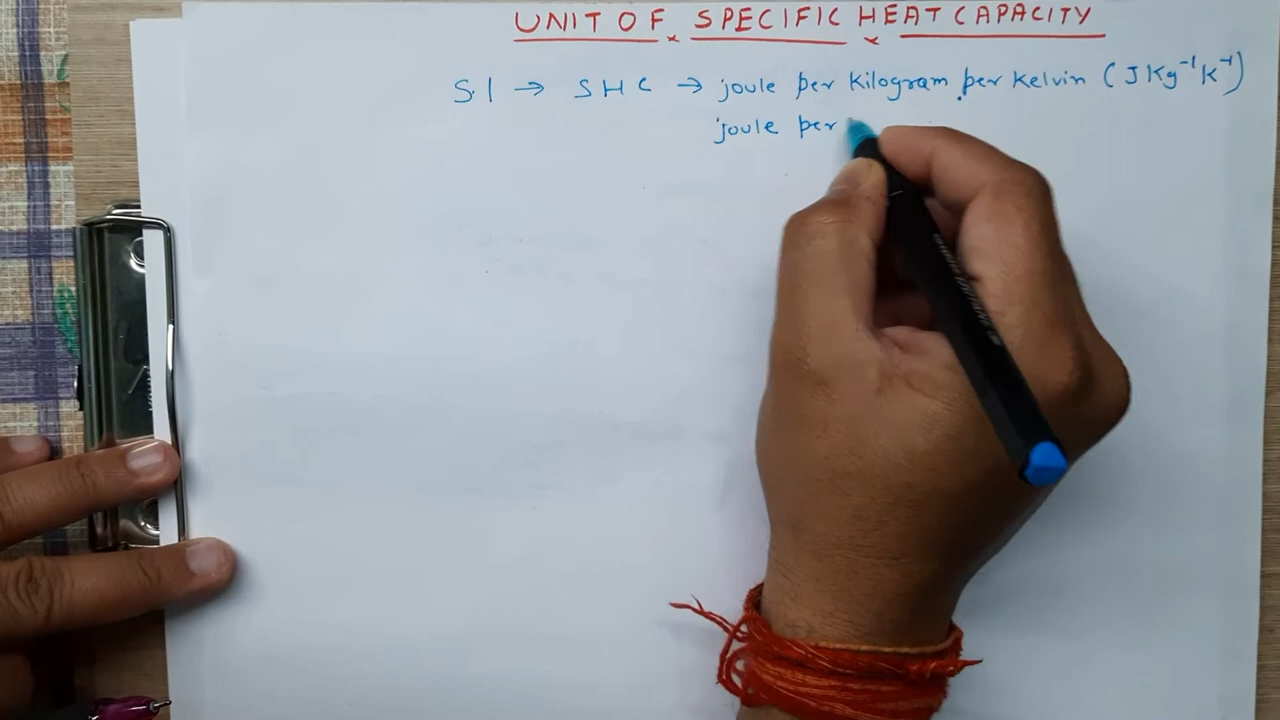 UNIT OF SPECIFIC HEAT CAPACITY
S.I → SHC → joule per kilogram per kelvin (J Kg⁻¹ K⁻¹)
joule per